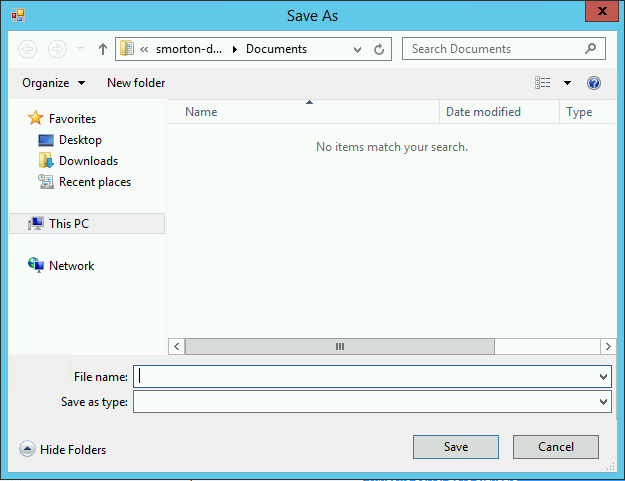 Save As
X
« smorton-d... Documents
Search Documents
Organize
New folder
?
Name
Date modified
Type
Favorites
Desktop
Downloads
Recent places
This PC
Network
No items match your search.
File name:
Save as type:
Hide Folders
Save
Cancel